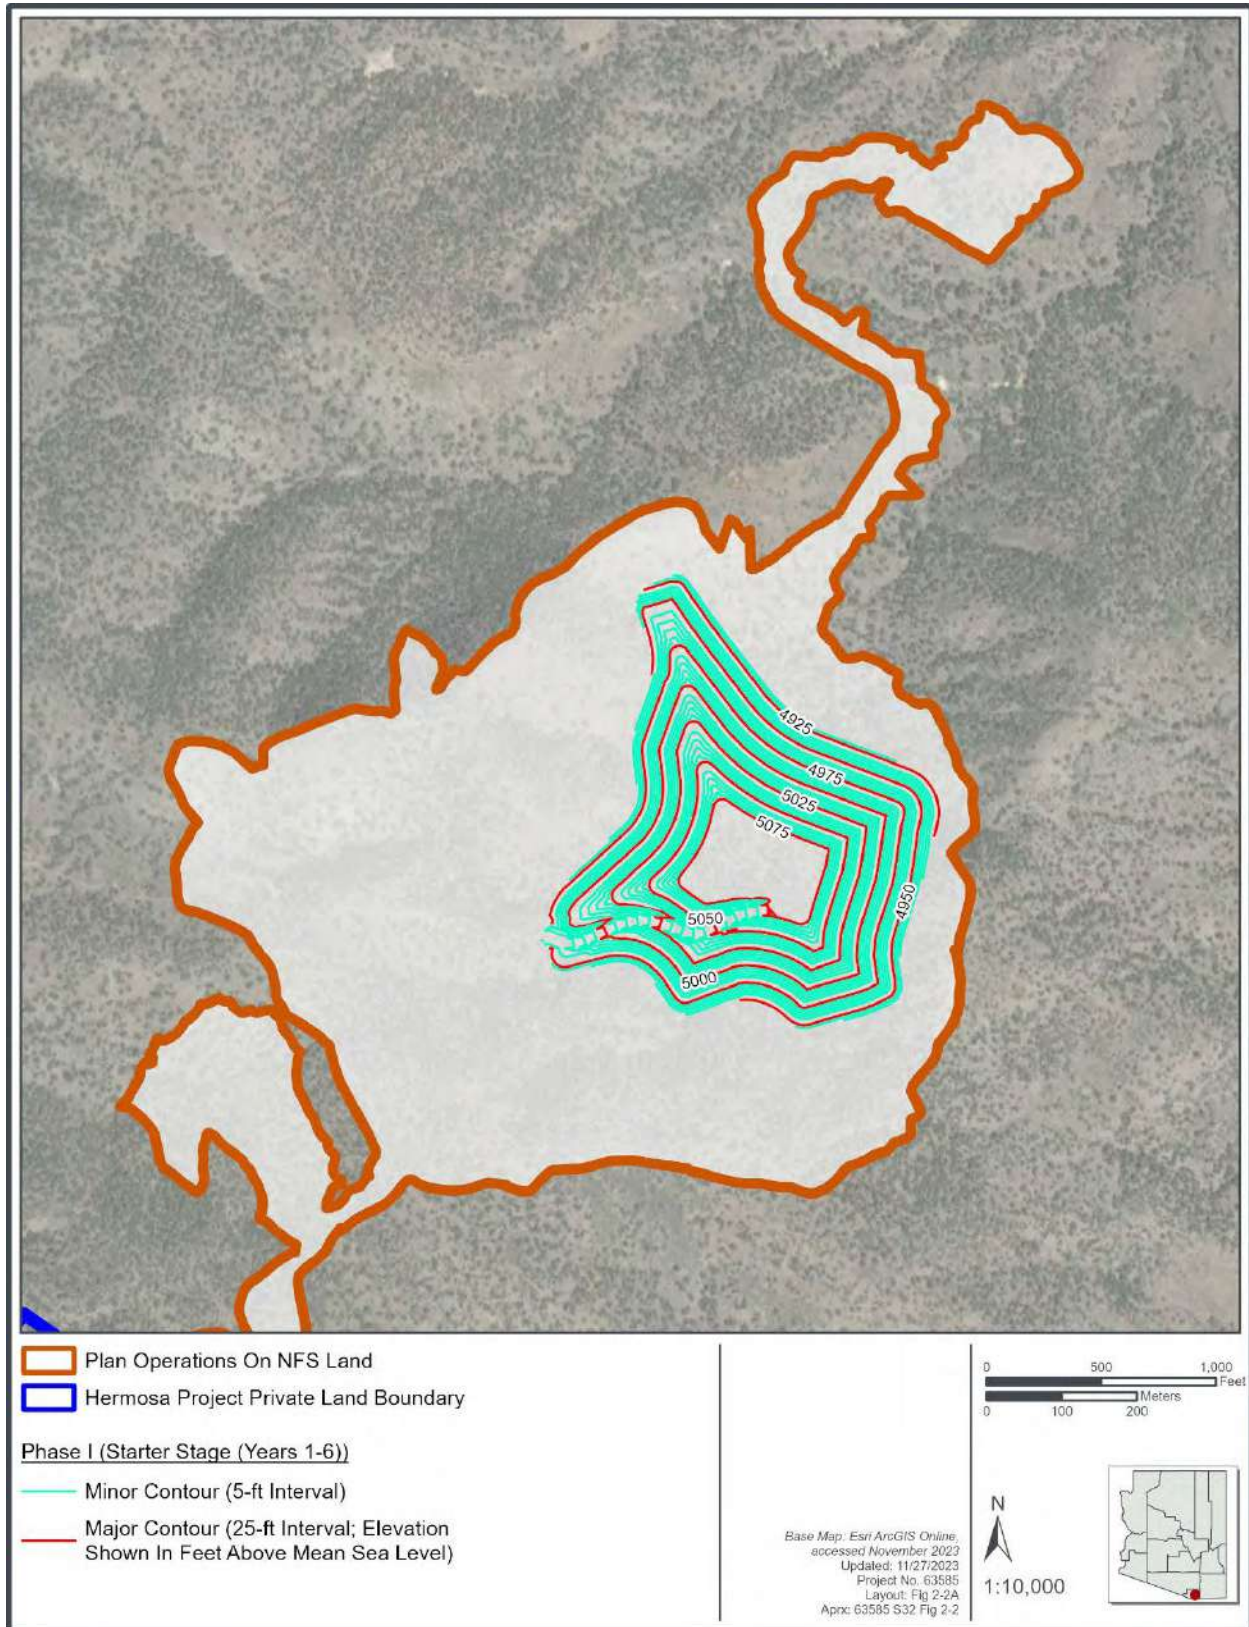 4925
4975
5025
5075
4950
5050
5000
Plan Operations On NFS Land
Hermosa Project Private Land Boundary
Phase I (Starter Stage (Years 1-6))
Minor Contour (5-ft Interval)
Major Contour (25-ft Interval; Elevation
Shown In Feet Above Mean Sea Level)
Base Map: Esri ArcGIS Online,
accessed November 2023
Updated: 11/27/2023
Project No. 63585
Layout: Fig 2-2A
Aprx: 63585 S32 Fig 2-2
0 500 1,000
Feet
Meters
0 100 200
N
1:10,000